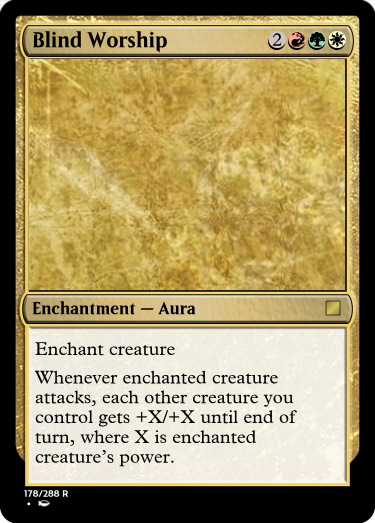 Blind Worship 2
Enchantment — Aura
Enchant creature
Whenever enchanted creature
attacks, each other creature you
control gets +X/+X until end of
turn, where X is enchanted
creature's power.
178/288 R